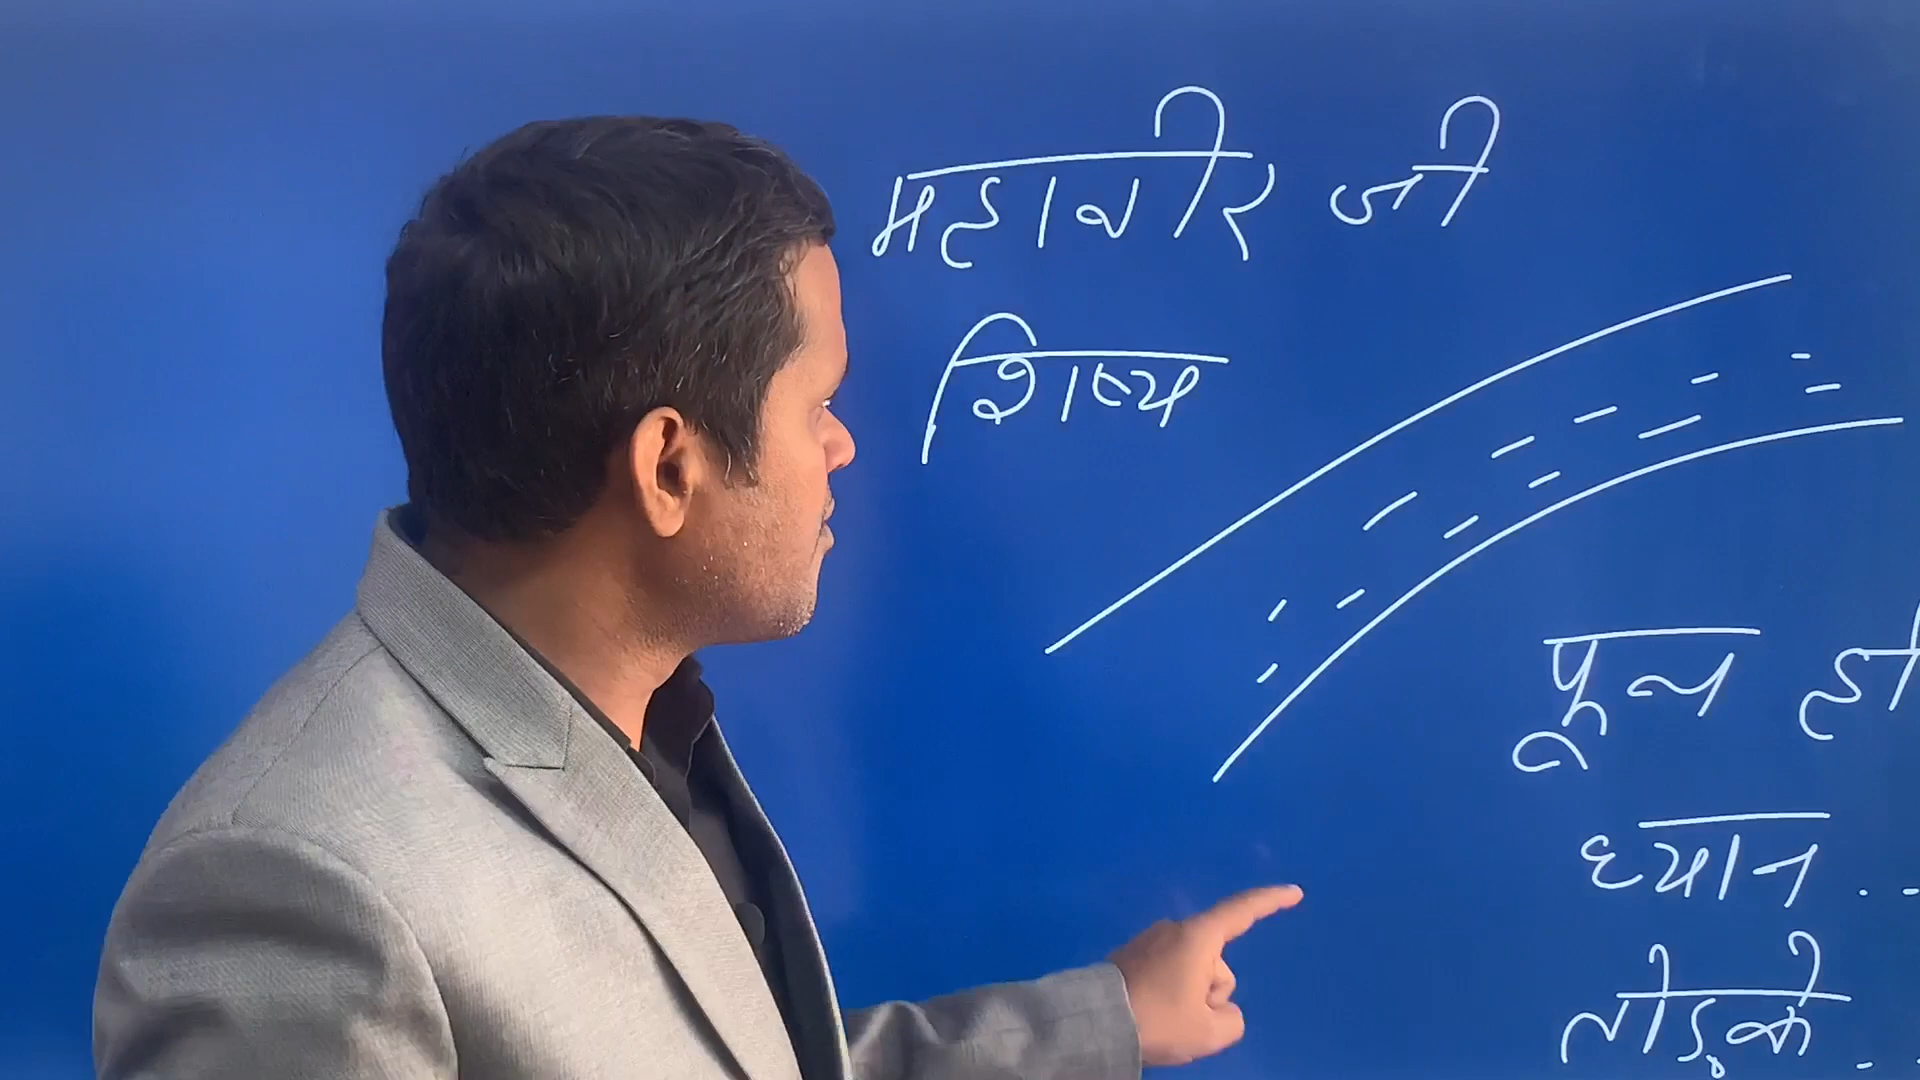 महावीर जी
शिष्य
फूल ही
ध्यान ..
तोड़के ..